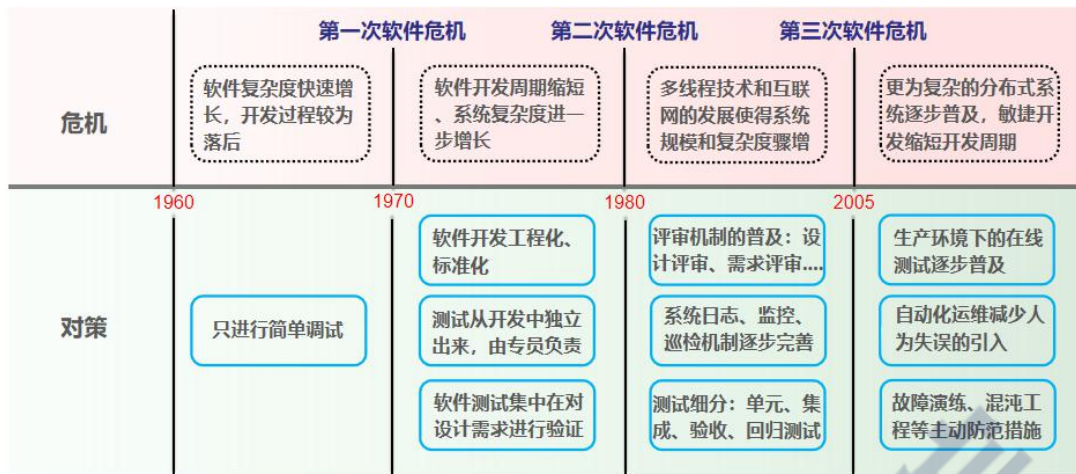 第一次软件危机
第二次软件危机
第三次软件危机
危机
软件复杂度快速增
长，开发过程较为
落后
软件开发周期缩短
、系统复杂度进一
步增长
多线程技术和互联
网的发展使得系统
规模和复杂度骤增
更为复杂的分布式系
统逐步普及，敏捷开
发缩短开发周期
1960
1970
1980
2005
对策
只进行简单调试
软件开发工程化、
标准化
测试从开发中独立
出来，由专员负责
软件测试集中在对
设计需求进行验证
评审机制的普及：设
计评审、需求评审....
系统日志、监控、
巡检机制逐步完善
测试细分：单元、集
成、验收、回归测试
生产环境下的在线
测试逐步普及
自动化运维减少人
为失误的引入
故障演练、混沌工
程等主动防范措施